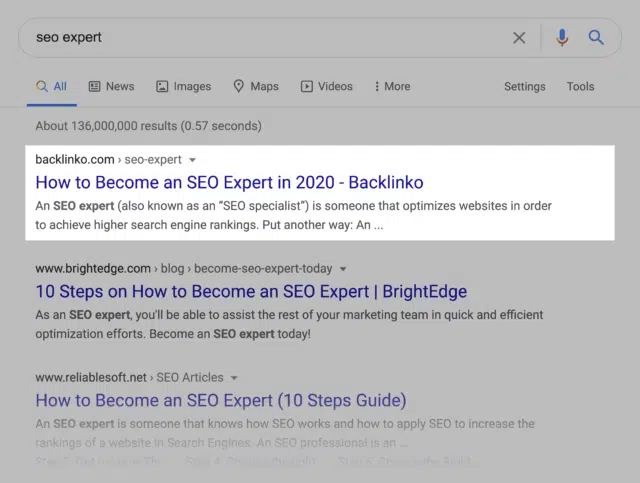 seo expert
All News Images Maps Videos More Settings Tools
About 136,000,000 results (0.57 seconds)
backlinko.com › seo-expert
How to Become an SEO Expert in 2020 - Backlinko
An SEO expert (also known as an “SEO specialist”) is someone that optimizes websites in order
to achieve higher search engine rankings. Put another way: An ...
www.brightedge.com › blog › become-seo-expert-today
10 Steps on How to Become an SEO Expert | BrightEdge
As an SEO expert, you'll be able to assist the rest of your marketing team in quick and efficient
optimization efforts. Become an SEO expert today!
www.reliablesoft.net › SEO Articles
How to Become an SEO Expert (10 Steps Guide)
An SEO expert is someone that knows how SEO works and how to apply SEO to increase the
rankings of a website in Search Engines. An SEO professional is an ...